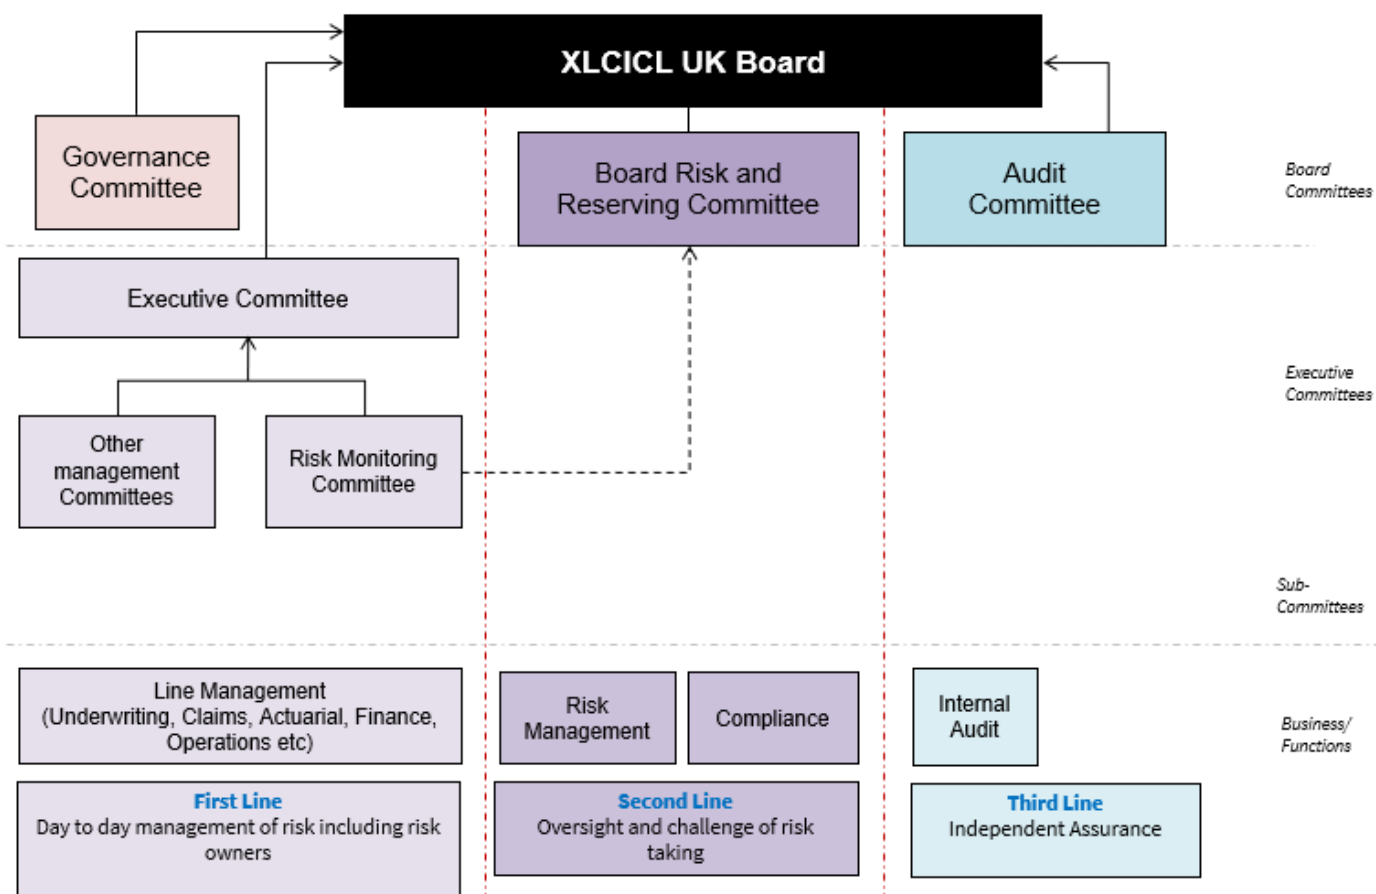 XLCICL UK Board
Governance
Committee
Board Risk and
Reserving Committee
Audit
Committee
Board
Committees
Executive Committee
Executive
Committees
Other
management
Committees
Risk Monitoring
Committee
Sub-
Committees
Line Management
(Underwriting, Claims, Actuarial, Finance,
Operations etc)
Risk
Management
Compliance
Internal
Audit
Business/
Functions
First Line
Day to day management of risk including risk
owners
Second Line
Oversight and challenge of risk
taking
Third Line
Independent Assurance